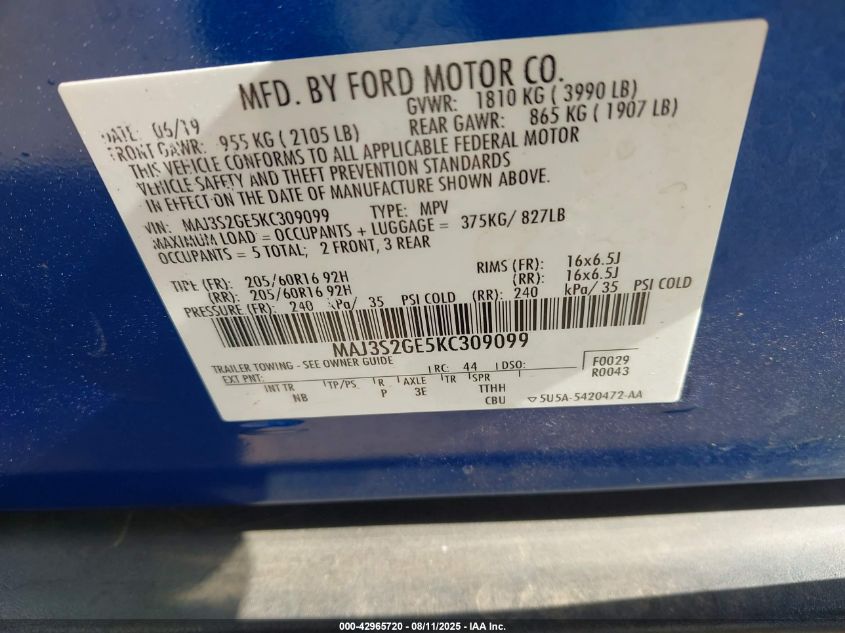 MFD. BY FORD MOTOR CO.
DATE: 06/19 GVWR: 1810 KG ( 3990 LB)
FRONT GAWR: 955 KG ( 2105 LB) REAR GAWR: 865 KG ( 1907 LB)
THIS VEHICLE CONFORMS TO ALL APPLICABLE FEDERAL MOTOR
VEHICLE SAFETY AND THEFT PREVENTION STANDARDS
IN EFFECT ON THE DATE OF MANUFACTURE SHOWN ABOVE.
VIN: MAJ3S2GE5KC309099 TYPE: MPV
MAXIMUM LOAD = OCCUPANTS + LUGGAGE = 375KG/ 827LB
OCCUPANTS = 5 TOTAL; 2 FRONT, 3 REAR
TIRE (FR): 205/60R16 92H RIMS (FR): 16x6.5J
(RR): 205/60R16 92H (RR): 16x6.5J
PRESSURE (FR): 240 kPa/ 35 PSI COLD (RR): 240 kPa/ 35 PSI COLD
MAJ3S2GE5KC309099
TRAILER TOWING - SEE OWNER GUIDE
EXT PNT: RC: 44 DSO: F0029
R0043
INT TR TP/PS R AXLE TR SPR
NB P 3E TTHH
CBU ▽5U5A-5420472-AA
000-42965720 - 08/11/2025 - IAA Inc.